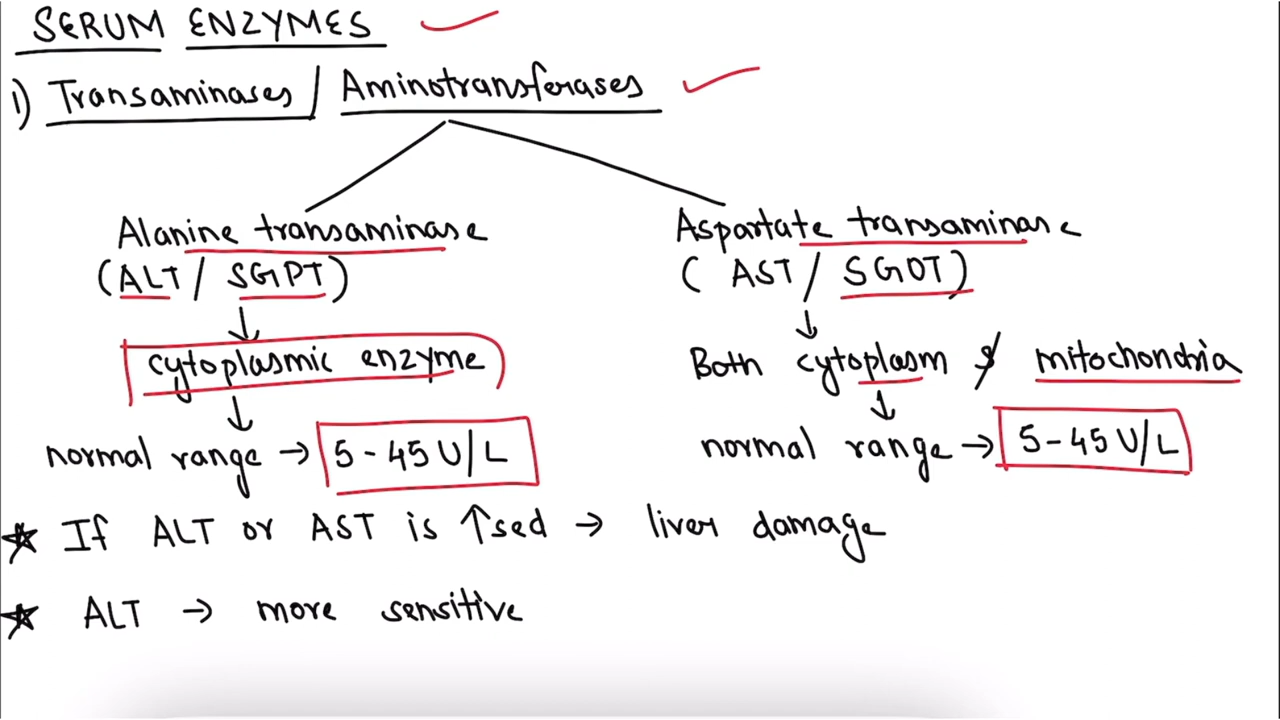 SERUM ENZYMES
1) Transaminases / Aminotransferases
Alanine transaminase
(ALT / SGPT)
cytoplasmic enzyme
normal range → 5-45 U/L
Aspartate transaminase
(AST / SGOT)
Both cytoplasm & mitochondria
normal range → 5-45 U/L
★ If ALT or AST is ↑sed → liver damage
★ ALT → more sensitive